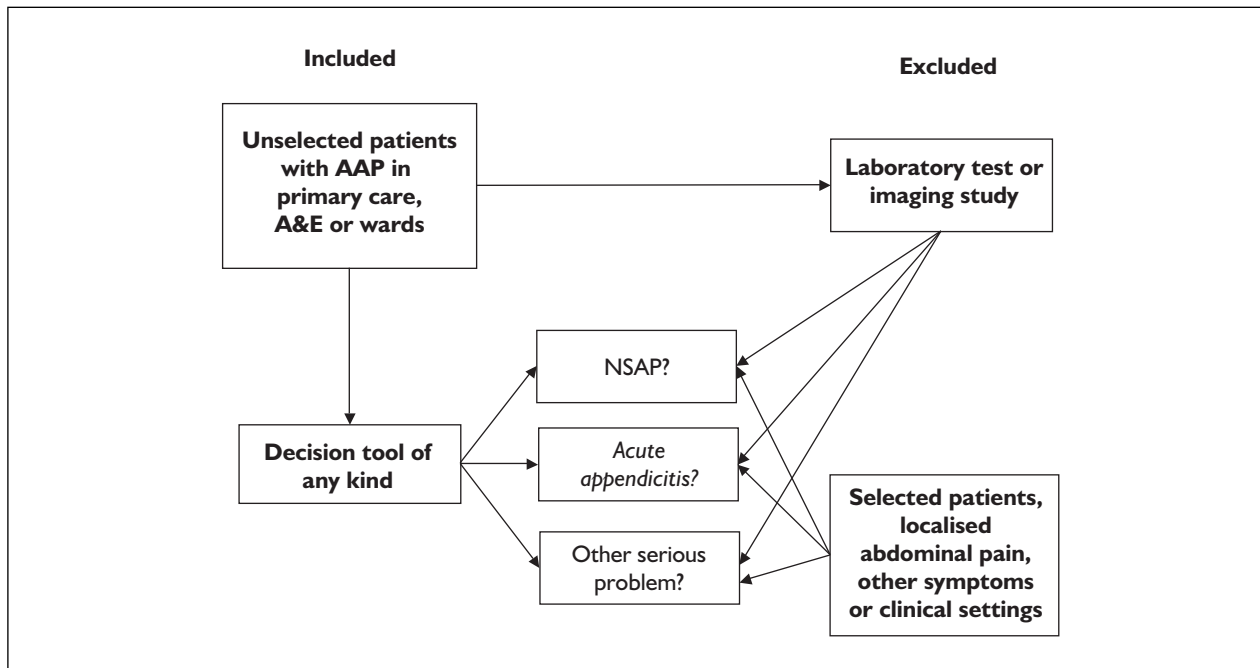 Included
Excluded
Unselected patients
with AAP in
primary care,
A&E or wards
Laboratory test or
imaging study
NSAP?
Decision tool of
any kind
Acute
appendicitis?
Other serious
problem?
Selected patients,
localised
abdominal pain,
other symptoms
or clinical settings